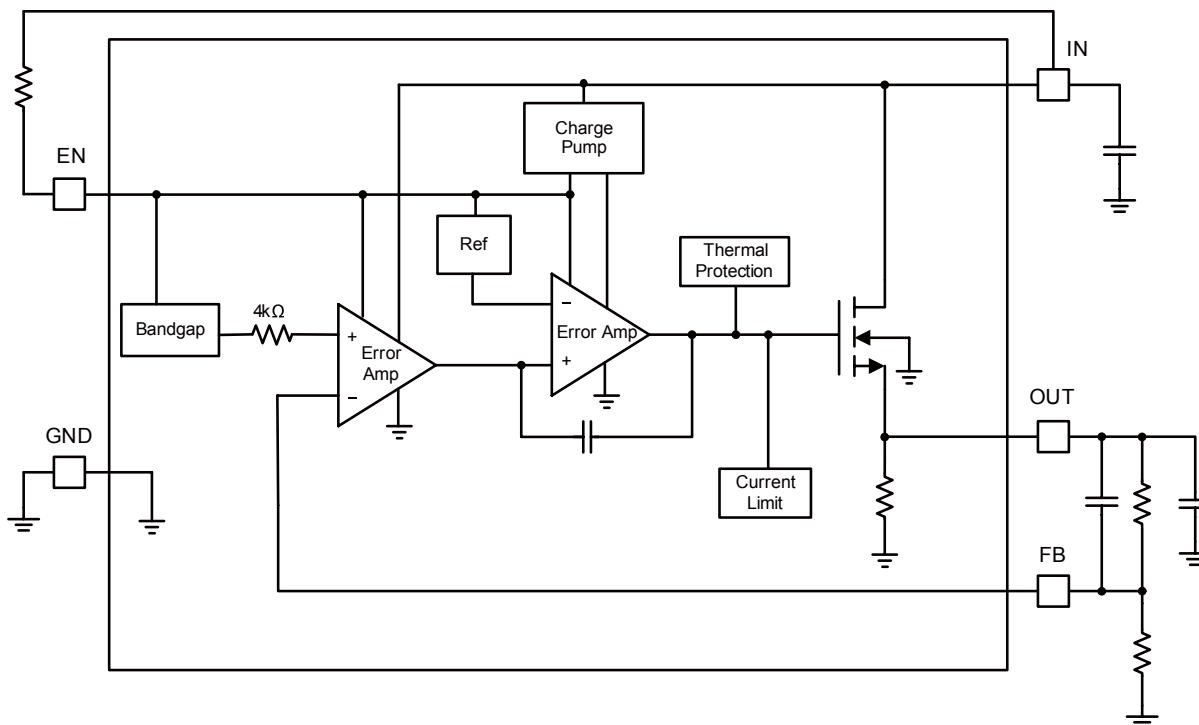 IN
Charge
Pump
EN
Ref
Thermal
Protection
4kΩ
Bandgap
+
Error
Amp
−
−
Error Amp
+
OUT
GND
Current
Limit
FB